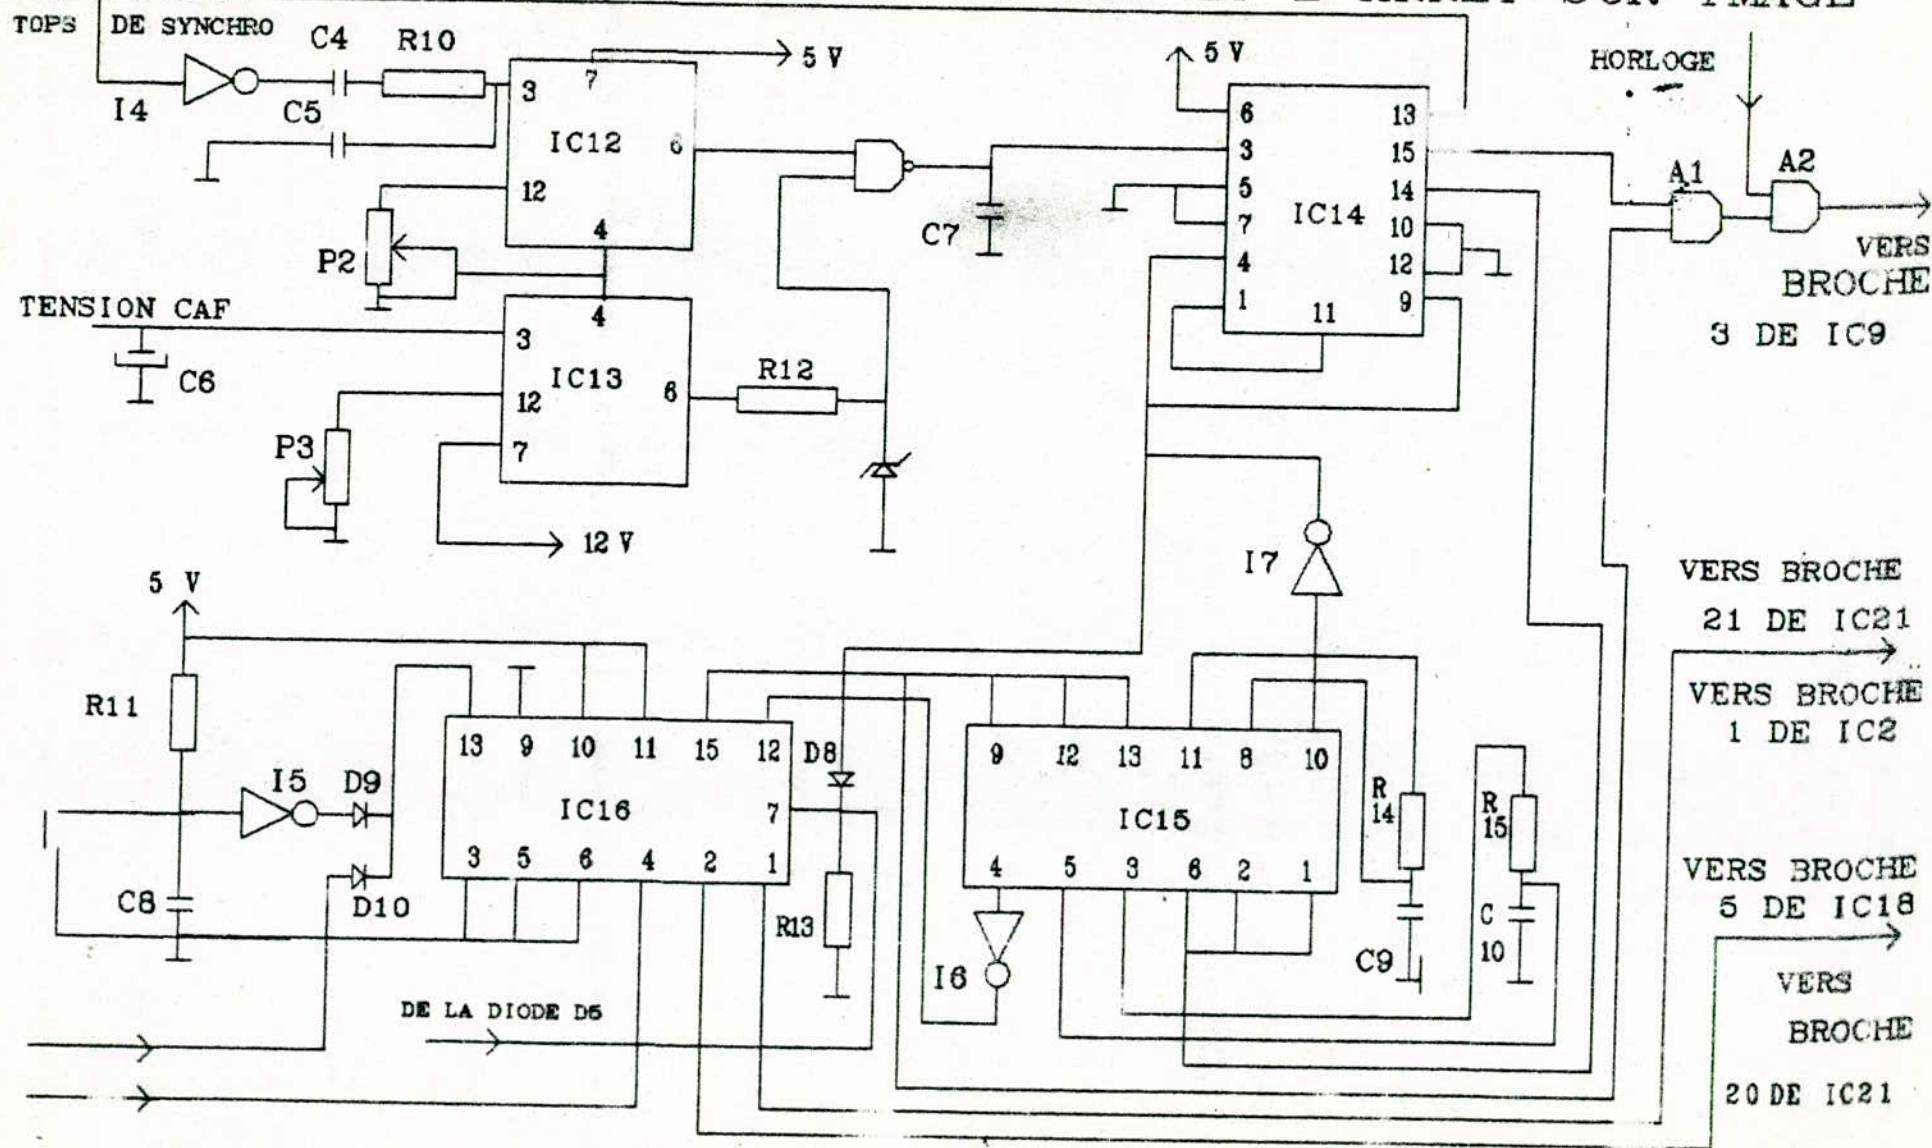 ARRET SUR IMAGE
TOPS DE SYNCHRO
C4
R10
I4
C5
3
7
5 V
IC12
6
12
4
P2
TENSION CAF
C6
4
3
IC13
6
12
7
R12
P3
12 V
C7
5 V
6
13
3
15
5
14
7
IC14
10
4
12
1
9
11
HORLOGE
A1
A2
VERS
BROCHE
3 DE IC9
I7
5 V
R11
I5
D9
C8
D10
13 9 10 11 15 12
D8
IC16
7
3 5 6 4 2 1
R13
9 12 13 11 8 10
IC15
4 5 3 6 2 1
I6
R
14
R
15
C9
C
10
DE LA DIODE D5
VERS BROCHE
21 DE IC21
VERS BROCHE
1 DE IC2
VERS BROCHE
5 DE IC18
VERS
BROCHE
20 DE IC21